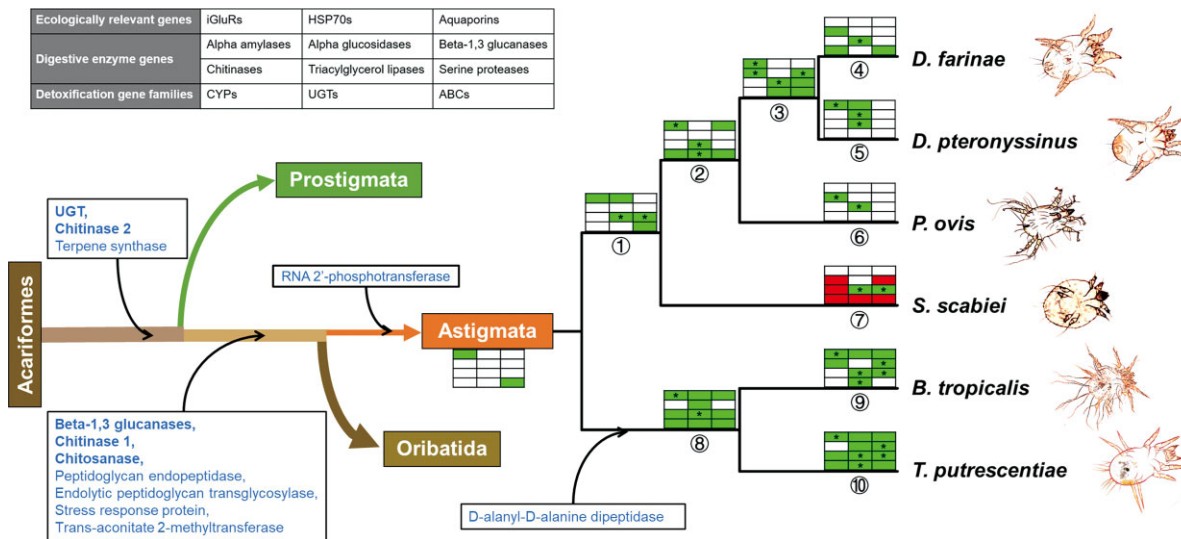 Ecologically relevant genes iGluRs HSP70s Aquaporins
Digestive enzyme genes Alpha amylases Alpha glucosidases Beta-1,3 glucanases
Chitinases Triacylglycerol lipases Serine proteases
Detoxification gene families CYPs UGTs ABCs
Acariformes
UGT,
Chitinase 2
Terpene synthase
Prostigmata
RNA 2'-phosphotransferase
Astigmata
Beta-1,3 glucanases,
Chitinase 1,
Chitosanase,
Peptidoglycan endopeptidase,
Endolytic peptidoglycan transglycosylase,
Stress response protein,
Trans-aconitate 2-methyltransferase
Oribatida
D-alanyl-D-alanine dipeptidase
①
* * *
②
* * * *
③
* * *
④
*
D. farinae
* * *
⑤
D. pteronyssinus
* *
⑥
P. ovis
* *
⑦
S. scabiei
*
⑧
* * * * *
⑨
B. tropicalis
* * * * *
⑩
T. putrescentiae